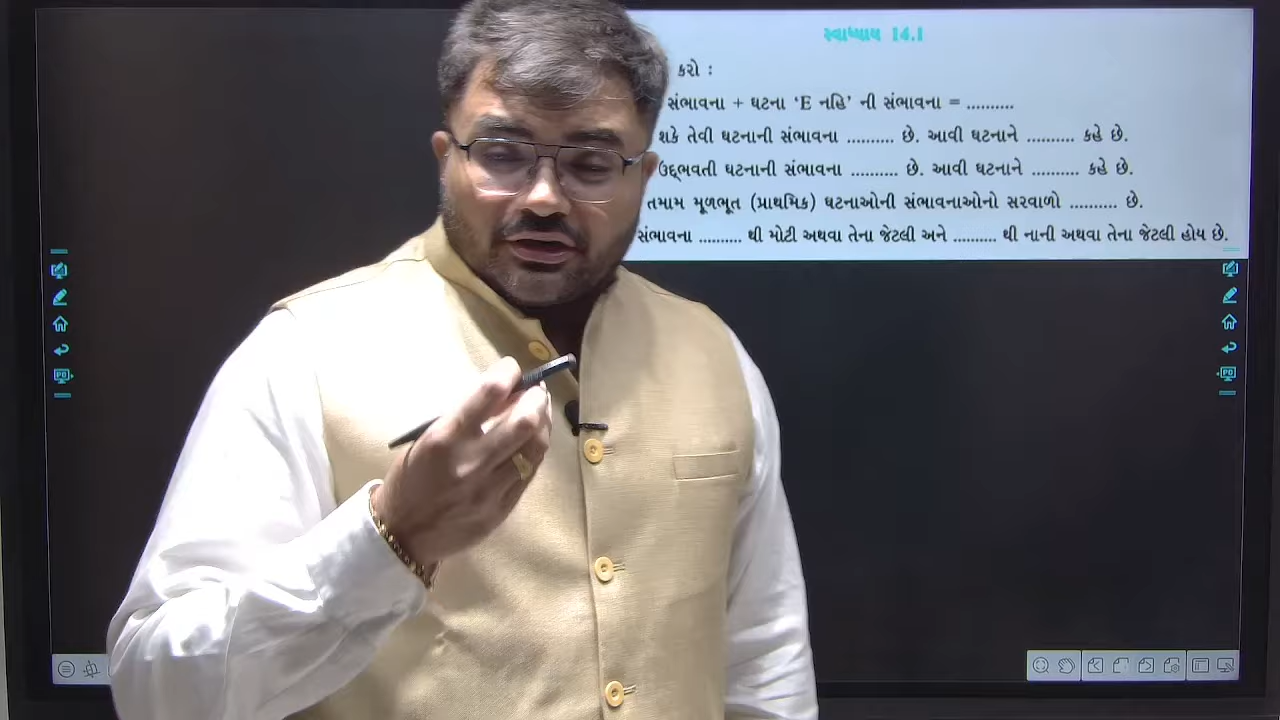 સ્વાધ્યાય 14.1
કરો :
સંભાવના + ઘટના ‘E નહિ’ ની સંભાવના = ..........
શકે તેવી ઘટનાની સંભાવના .......... છે. આવી ઘટનાને .......... કહે છે.
ઉદ્ભવતી ઘટનાની સંભાવના .......... છે. આવી ઘટનાને .......... કહે છે.
તમામ મૂળભૂત (પ્રાથમિક) ઘટનાઓની સંભાવનાઓનો સરવાળો .......... છે.
સંભાવના .......... થી મોટી અથવા તેના જેટલી અને .......... થી નાની અથવા તેના જેટલી હોય છે.